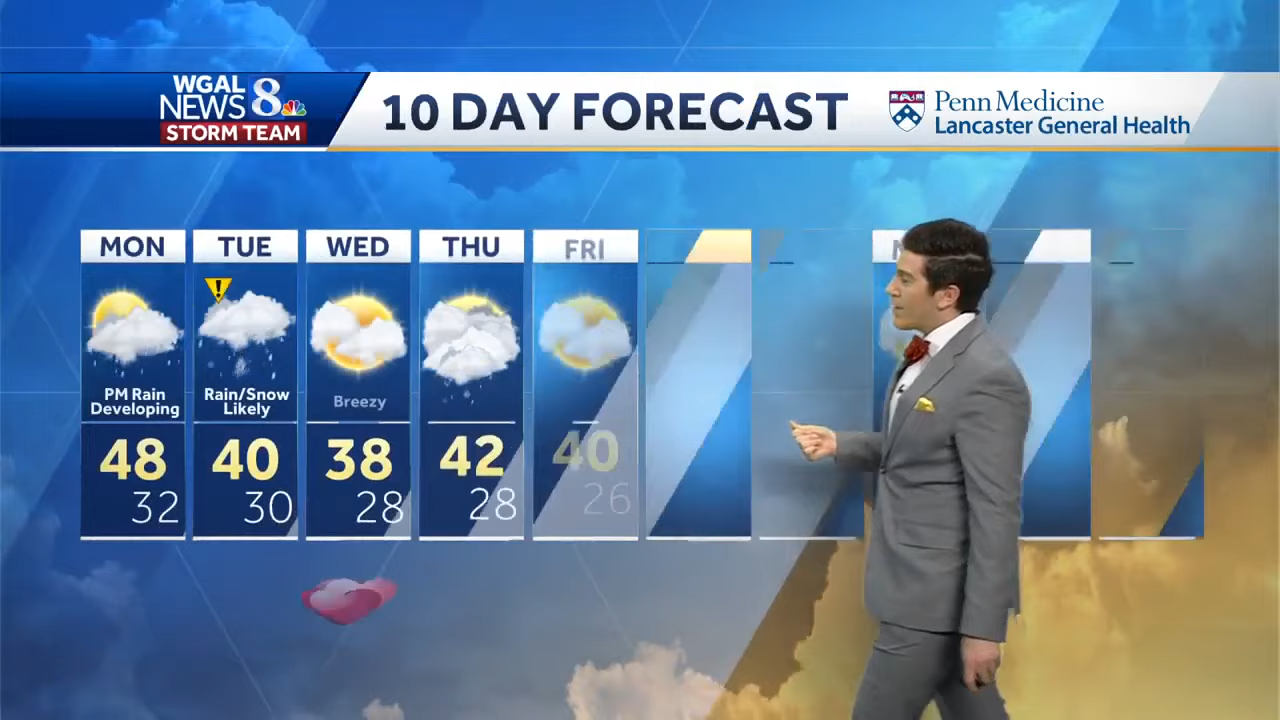 WGAL
NEWS 8
STORM TEAM
10 DAY FORECAST
Penn Medicine
Lancaster General Health
MON
TUE
WED
THU
FRI
!
PM Rain
Developing
Rain/Snow
Likely
Breezy
48
40
38
42
40
32
30
28
28
26